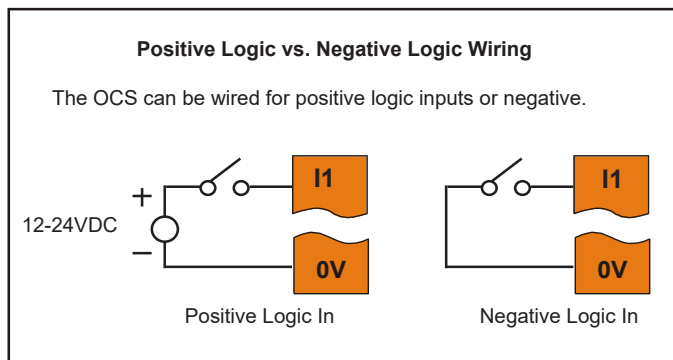 Positive Logic vs. Negative Logic Wiring
The OCS can be wired for positive logic inputs or negative.
I1
I1
+
12-24VDC
–
0V
0V
Positive Logic In
Negative Logic In